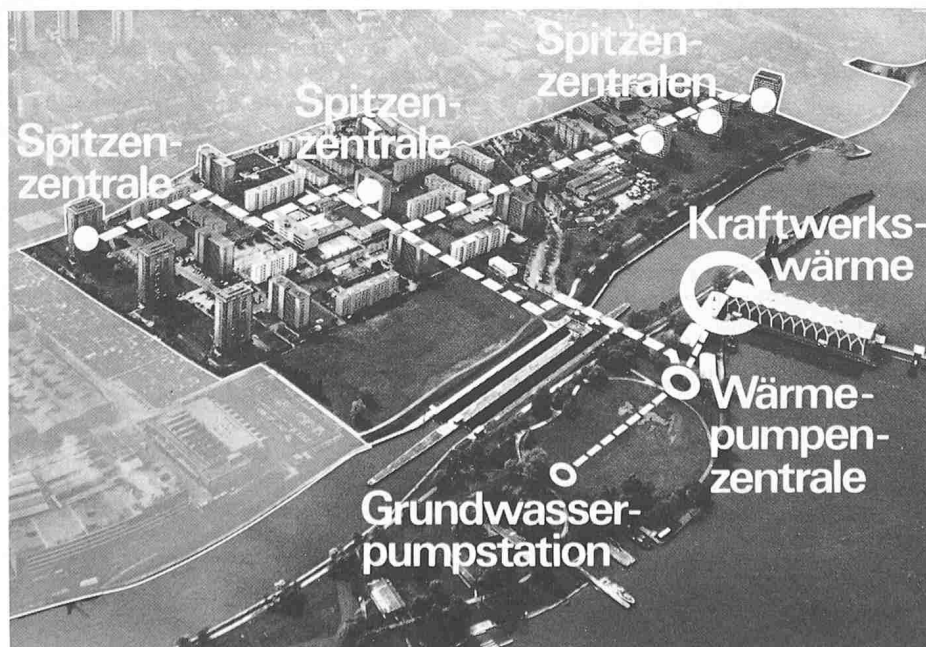 Spitzen-
zentrale
Spitzen-
zentrale
Spitzen-
zentralen
Kraftwerks-
wärme
Wärme-
pumpen-
zentrale
Grundwasser-
pumpstation